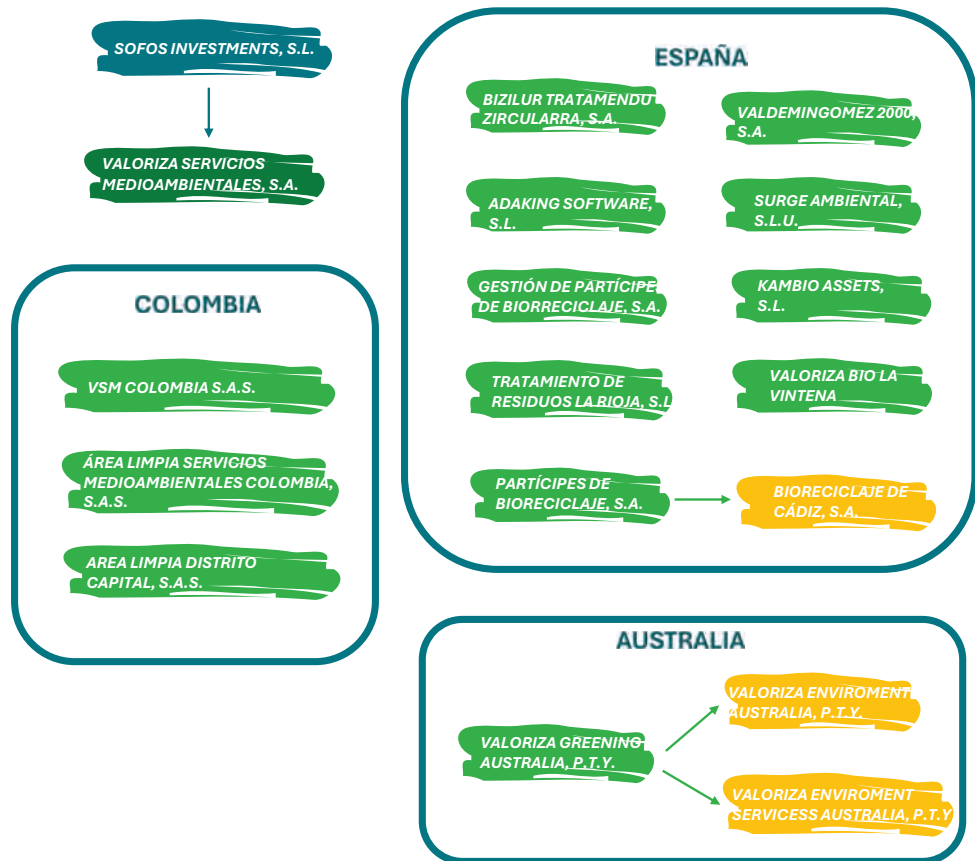 SOFOS INVESTMENTS, S.L.
VALORIZA SERVICIOS
MEDIOAMBIENTALES, S.A.
COLOMBIA
VSM COLOMBIA S.A.S.
ÁREA LIMPIA SERVICIOS
MEDIOAMBIENTALES COLOMBIA,
S.A.S.
AREA LIMPIA DISTRITO
CAPITAL, S.A.S.
ESPAÑA
BIZILUR TRATAMENDU
ZIRCULARRA, S.A.
VALDEMINGOMEZ 2000,
S.A.
ADAKING SOFTWARE,
S.L.
SURGE AMBIENTAL,
S.L.U.
GESTIÓN DE PARTÍCIPES
DE BIORRECICLAJE, S.A.
KAMBIO ASSETS,
S.L.
TRATAMIENTO DE
RESIDUOS LA BIOJA, S.L
VALORIZA BIO LA
VINTENA
PARTÍCIPES DE
BIORECICLAJE, S.A.
BIORECICLAJE DE
CÁDIZ, S.A.
AUSTRALIA
VALORIZA GREENING
AUSTRALIA, P.T.Y.
VALORIZA ENVIROMENT
AUSTRALIA, P.T.Y.
VALORIZA ENVIROMENT
SERVICESS AUSTRALIA, P.T.Y